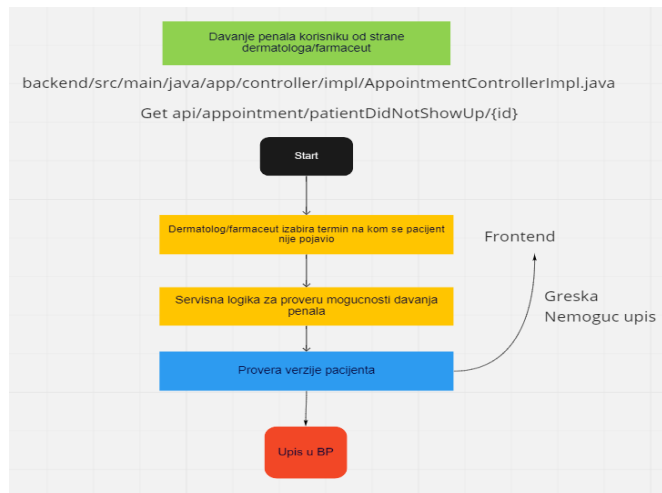 Davanje penala korisniku od strane
dermatologa/farmaceut
backend/src/main/java/app/controller/impl/AppointmentControllerImpl.java
Get api/appointment/patientDidNotShowUp/{id}
Start
Dermatolog/farmaceut izabira termin na kom se pacijent
nije pojavio
Frontend
Servisna logika za proveru mogucnosti davanja
penala
Greska
Nemoguc upis
Provera verzije pacijenta
Upis u BP